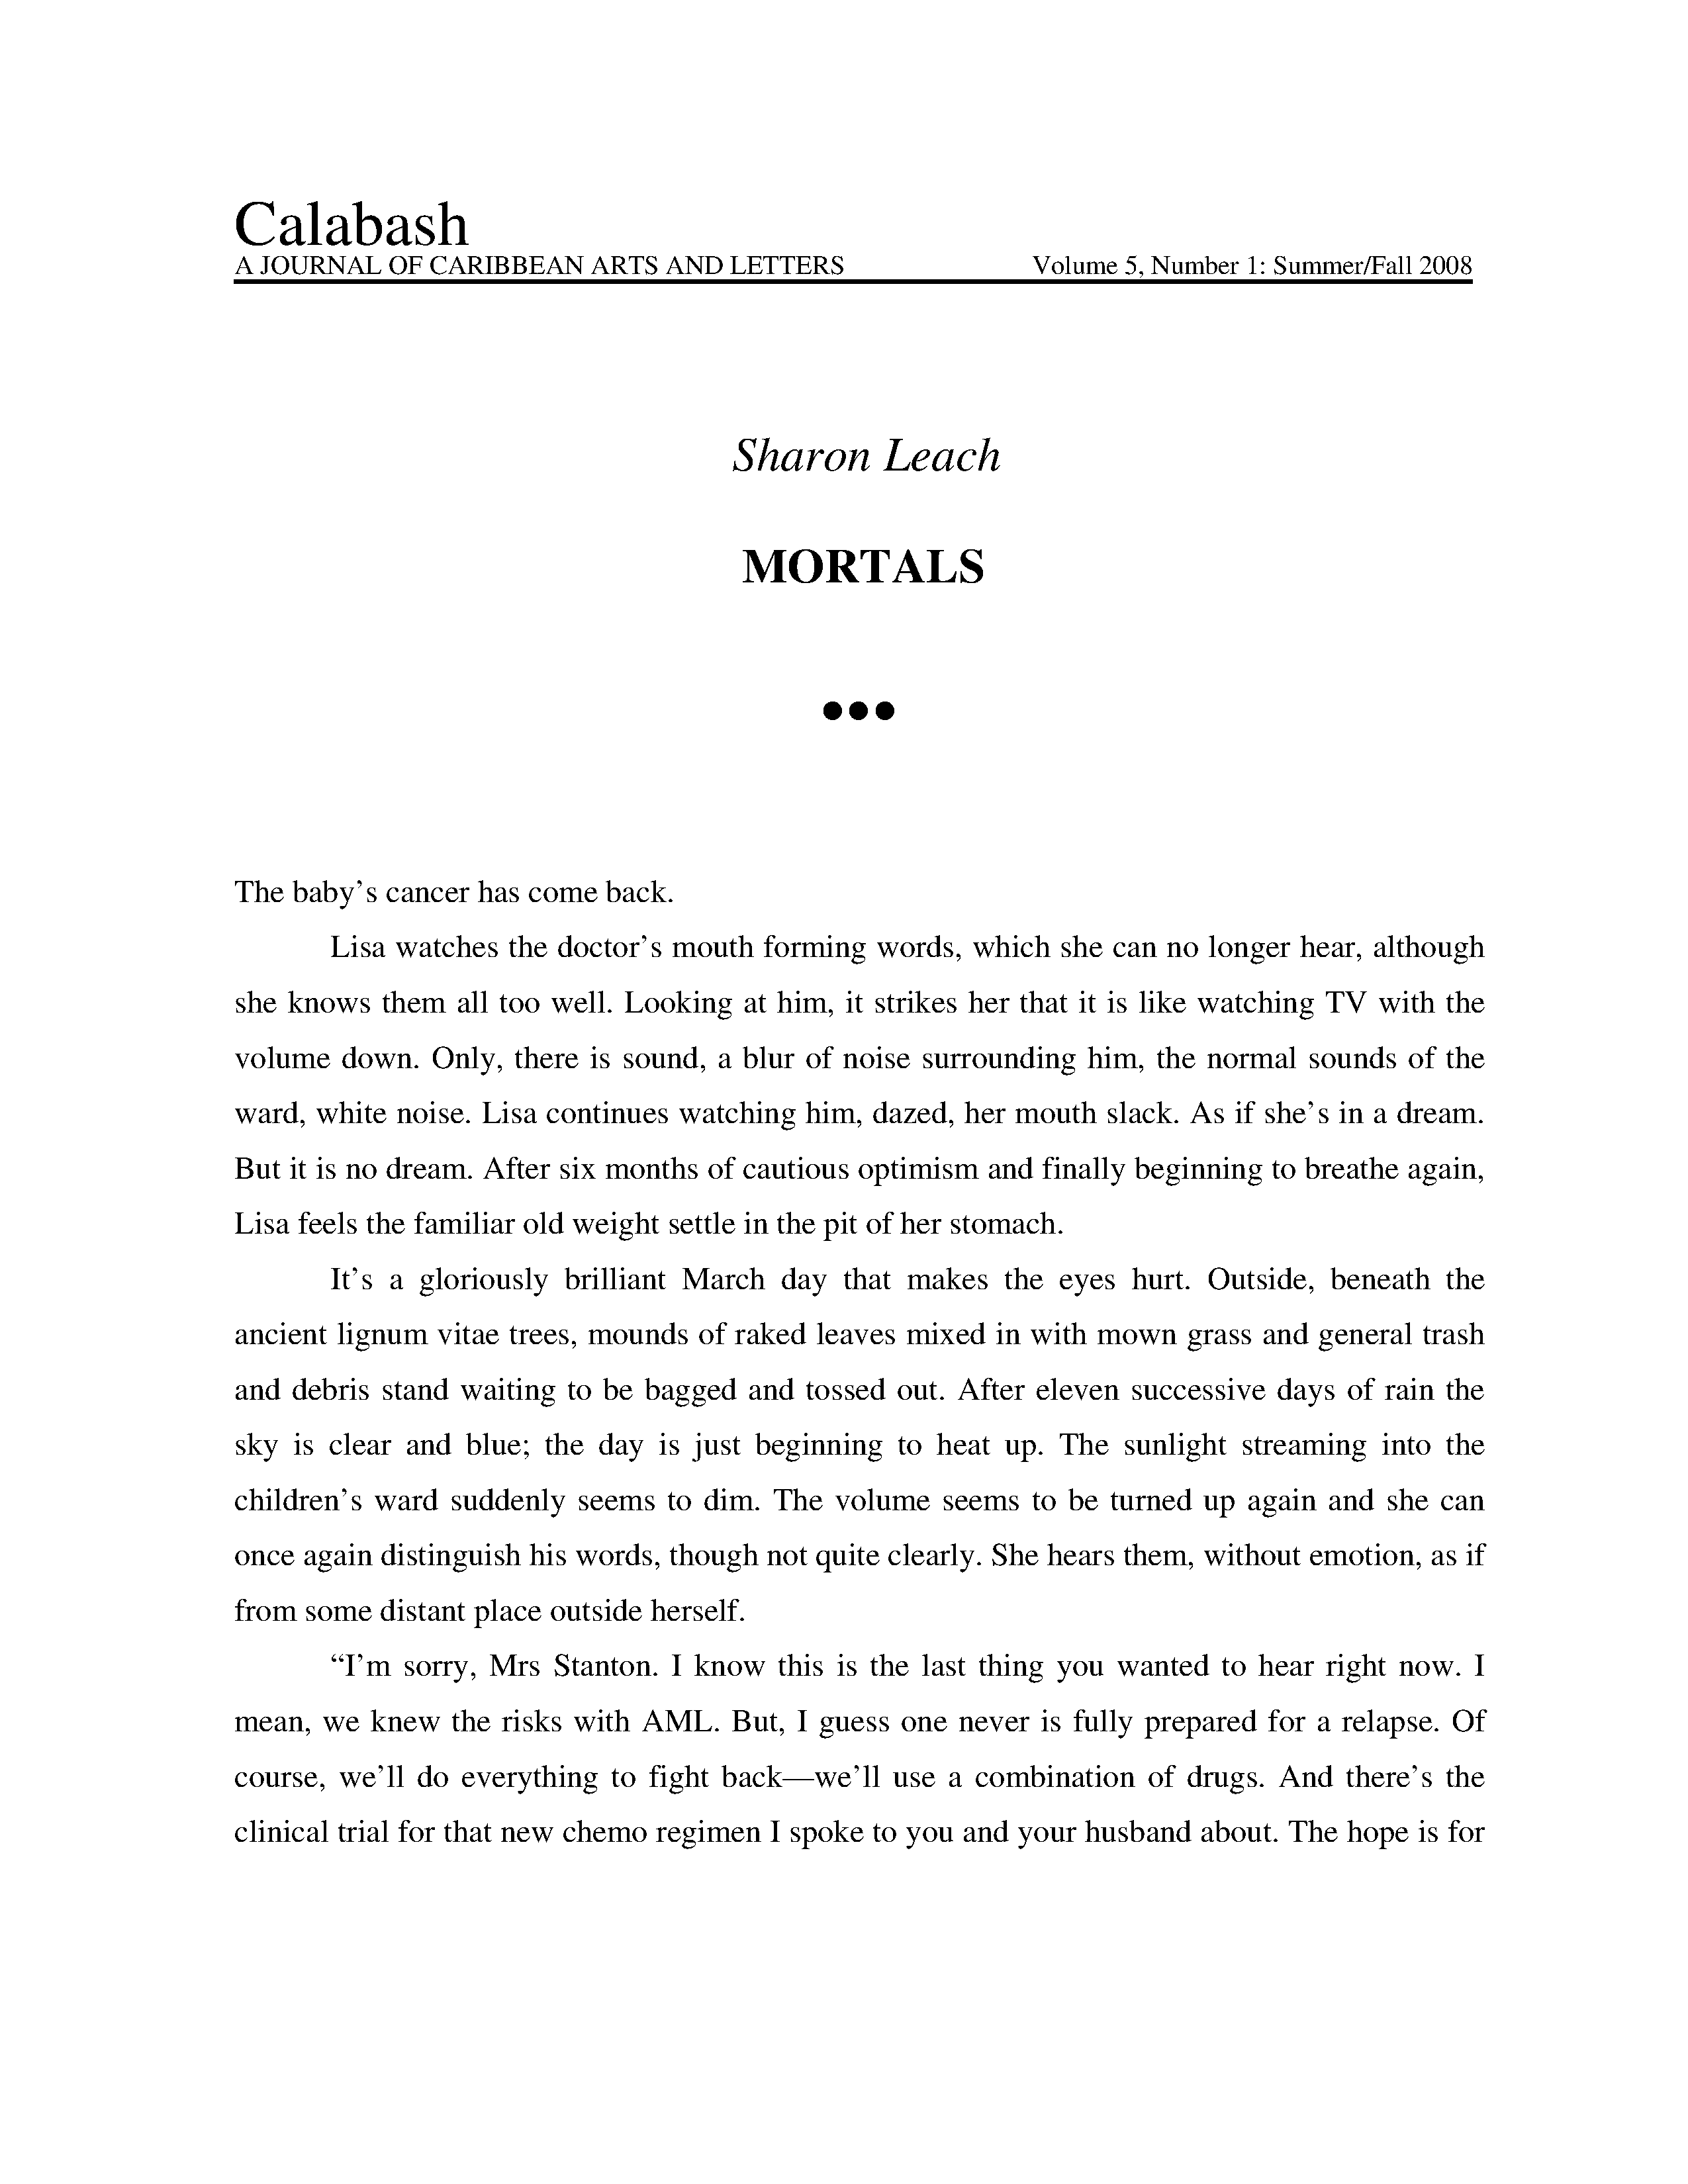 Calabash
A JOURNAL OF CARIBBEAN ARTS AND LETTERS Volume 5, Number 1: Summer/Fall 2008
Sharon Leach
MORTALS
●●●
The baby’s cancer has come back.
Lisa watches the doctor’s mouth forming words, which she can no longer hear, although
she knows them all too well. Looking at him, it strikes her that it is like watching TV with the
volume down. Only, there is sound, a blur of noise surrounding him, the normal sounds of the
ward, white noise. Lisa continues watching him, dazed, her mouth slack. As if she’s in a dream.
But it is no dream. After six months of cautious optimism and finally beginning to breathe again,
Lisa feels the familiar old weight settle in the pit of her stomach.
It’s a gloriously brilliant March day that makes the eyes hurt. Outside, beneath the
ancient lignum vitae trees, mounds of raked leaves mixed in with mown grass and general trash
and debris stand waiting to be bagged and tossed out. After eleven successive days of rain the
sky is clear and blue; the day is just beginning to heat up. The sunlight streaming into the
children’s ward suddenly seems to dim. The volume seems to be turned up again and she can
once again distinguish his words, though not quite clearly. She hears them, without emotion, as if
from some distant place outside herself.
“I’m sorry, Mrs Stanton. I know this is the last thing you wanted to hear right now. I
mean, we knew the risks with AML. But, I guess one never is fully prepared for a relapse. Of
course, we’ll do everything to fight back—we’ll use a combination of drugs. And there’s the
clinical trial for that new chemo regimen I spoke to you and your husband about. The hope is for